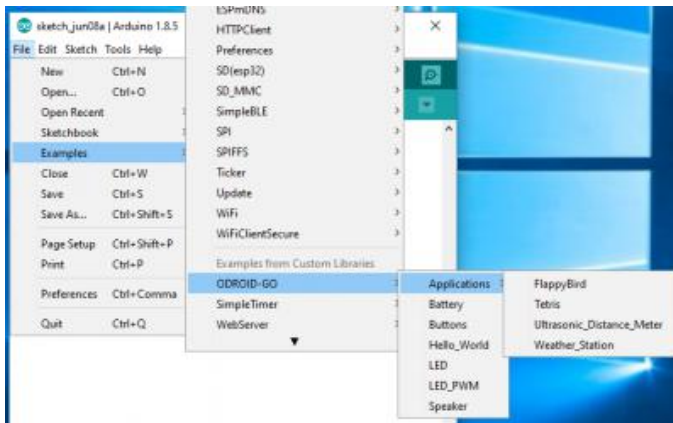 ESPmDNS
sketch_jun08a | Arduino 1.8.5
HTTPClient
File Edit Sketch Tools Help
Preferences
New Ctrl+N
SD(esp32)
Open... Ctrl+O
SD_MMC
Open Recent
SimpleBLE
Sketchbook
SPI
Examples
SPIFFS
Close Ctrl+W
Ticker
Save Ctrl+S
Update
Save As... Ctrl+Shift+S
WiFi
WiFiClientSecure
Page Setup Ctrl+Shift+P
Print Ctrl+P
Examples from Custom Libraries
ODROID-GO
Applications
FlappyBird
Preferences Ctrl+Comma
SimpleTimer
Battery
Tetris
Quit Ctrl+Q
WebServer
Buttons
Ultrasonic_Distance_Meter
Hello_World
Weather_Station
LED
LED_PWM
Speaker